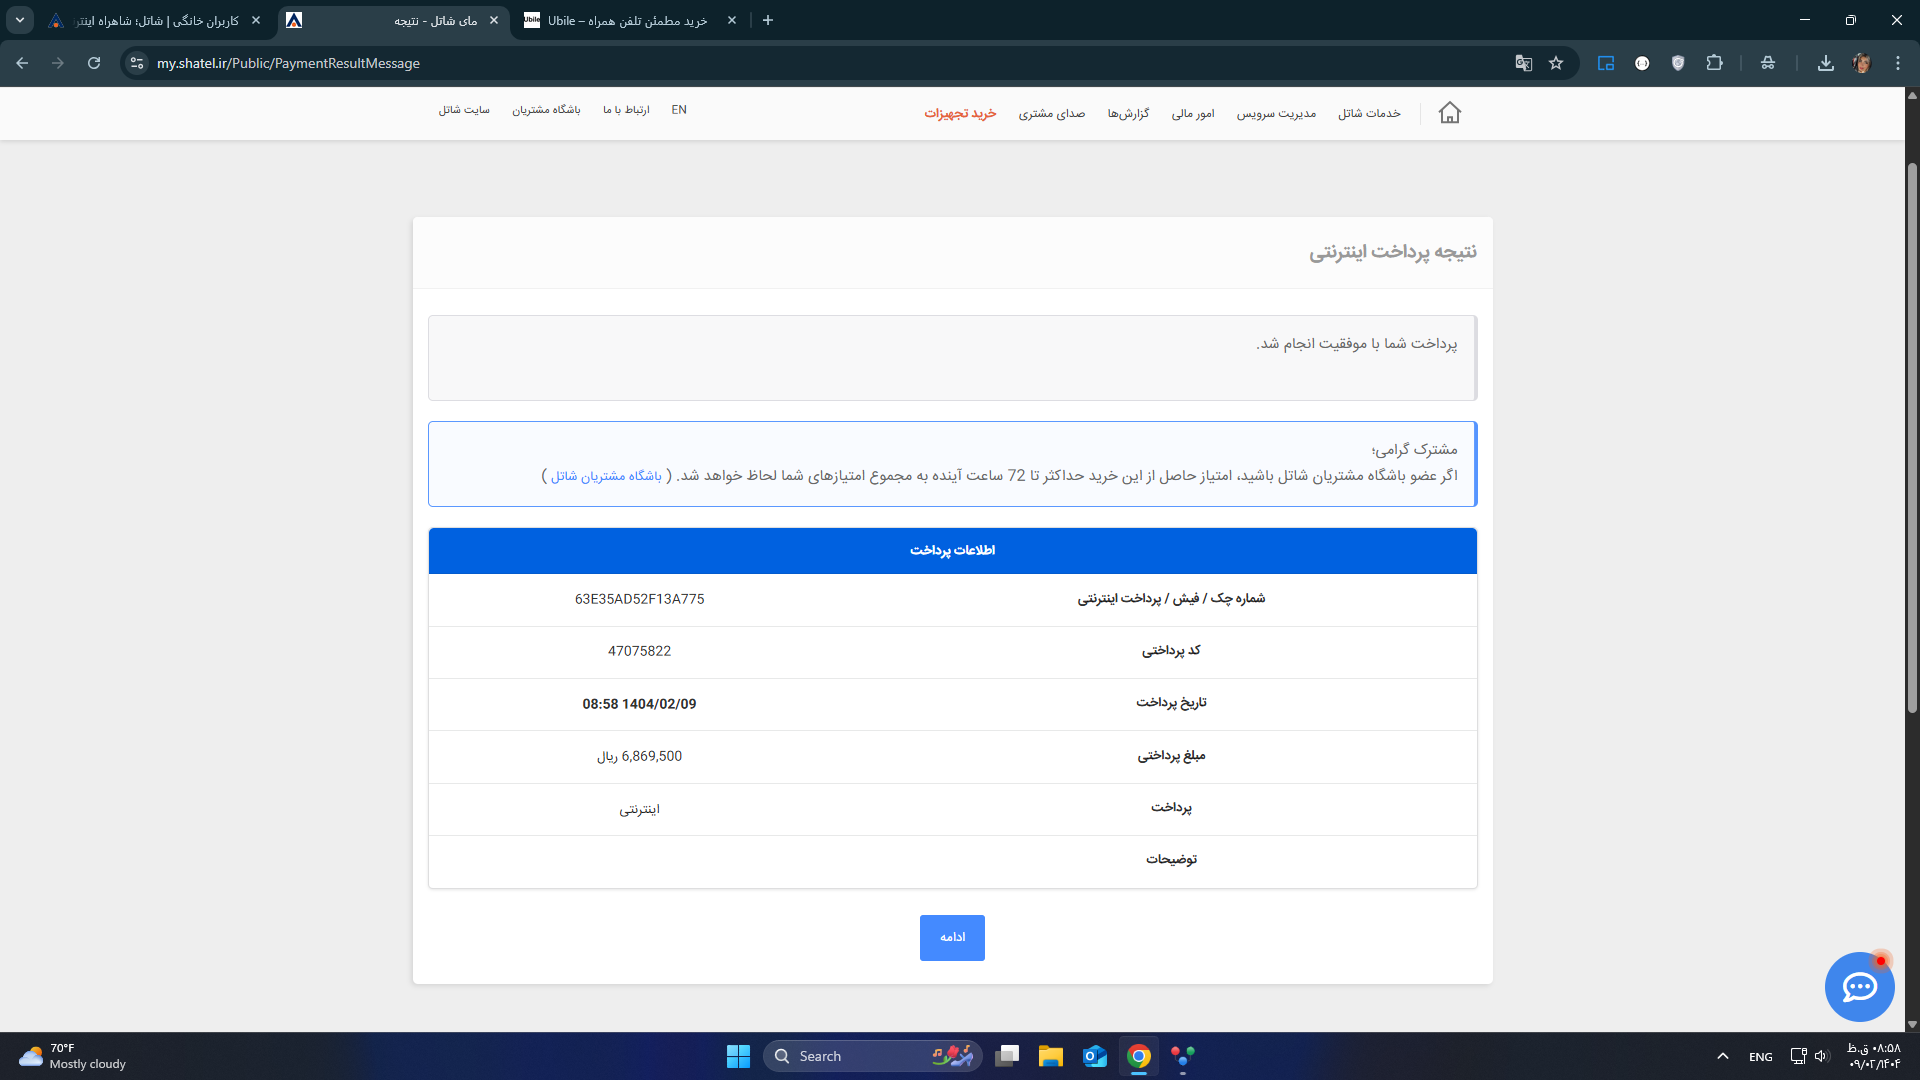 کاربران خانگی | شاتل؛ شاهراه اینتر
مای شاتل - نتیجه
Ubile
خرید مطمئن تلفن همراه – Ubile
my.shatel.ir/Public/PaymentResultMessage
خدمات شاتل
مدیریت سرویس
امور مالی
گزارش‌ها
صدای مشتری
خرید تجهیزات
EN
ارتباط با ما
باشگاه مشتریان
سایت شاتل
نتیجه پرداخت اینترنتی
پرداخت شما با موفقیت انجام شد.
مشترک گرامی؛
اگر عضو باشگاه مشتریان شاتل باشید، امتیاز حاصل از این خرید حداکثر تا 72 ساعت آینده به مجموع امتیازهای شما لحاظ خواهد شد. ( باشگاه مشتریان شاتل )
اطلاعات پرداخت
شماره چک / فیش / پرداخت اینترنتی 63E35AD52F13A775
کد پرداختی 47075822
تاریخ پرداخت 08:58 1404/02/09
مبلغ پرداختی 6,869,500 ریال
پرداخت اینترنتی
توضیحات
ادامه
70°F
Mostly cloudy
Search
ENG
۰۸:۵۸ ق.ظ
۰۹/۰۲/۱۴۰۴